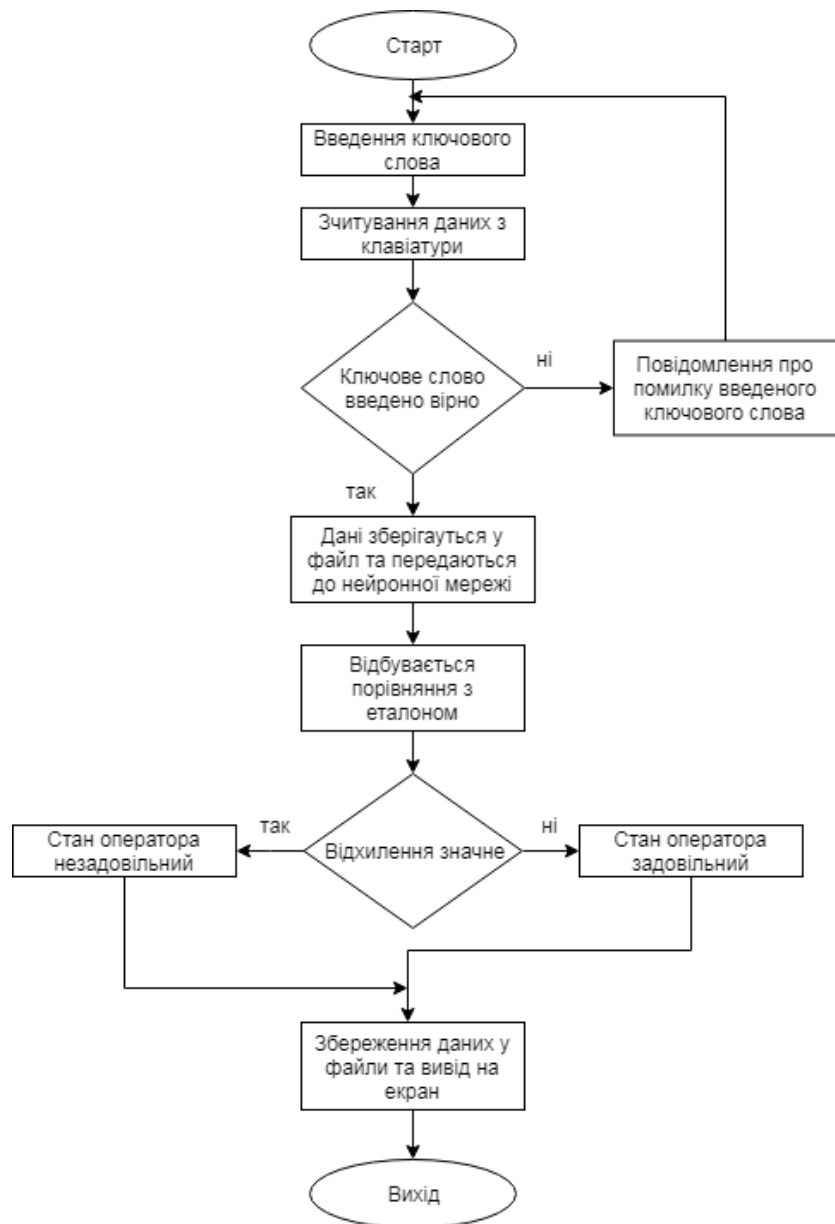 Старт
Введення ключового
слова
Зчитування даних з
клавіатури
Ключове слово
введено вірно
ні
Повідомлення про
помилку введеного
ключового слова
так
Дані зберігауться у
файл та передаються
до нейронної мережі
Відбувається
порівняння з
еталоном
Відхилення значне
так
Стан оператора
незадовільний
ні
Стан оператора
задовільний
Збереження даних у
файли та вивід на
екран
Вихід